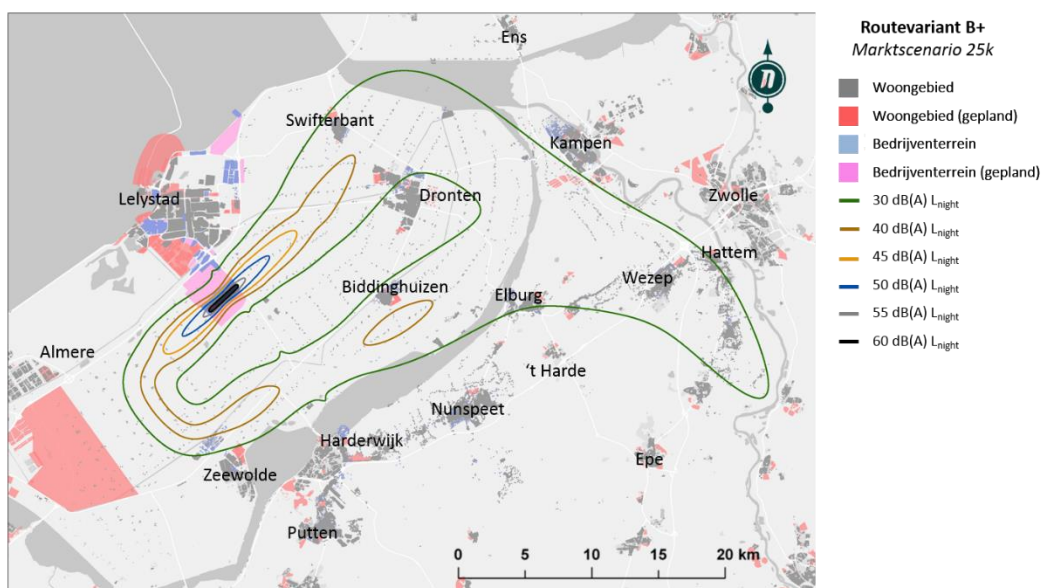 Ens
Swifterbant
Kampen
Dronten
Zwolle
Lelystad
Hattem
Wezep
Biddinghuizen
Elburg
Almere
't Harde
Nunspeet
Harderwijk
Epe
Zeewolde
Putten
0 5 10 15 20 km
n
Routevariant B+
Marktscenario 25k
Woongebied
Woongebied (gepland)
Bedrijventerrein
Bedrijventerrein (gepland)
30 dB(A) Lnight
40 dB(A) Lnight
45 dB(A) Lnight
50 dB(A) Lnight
55 dB(A) Lnight
60 dB(A) Lnight